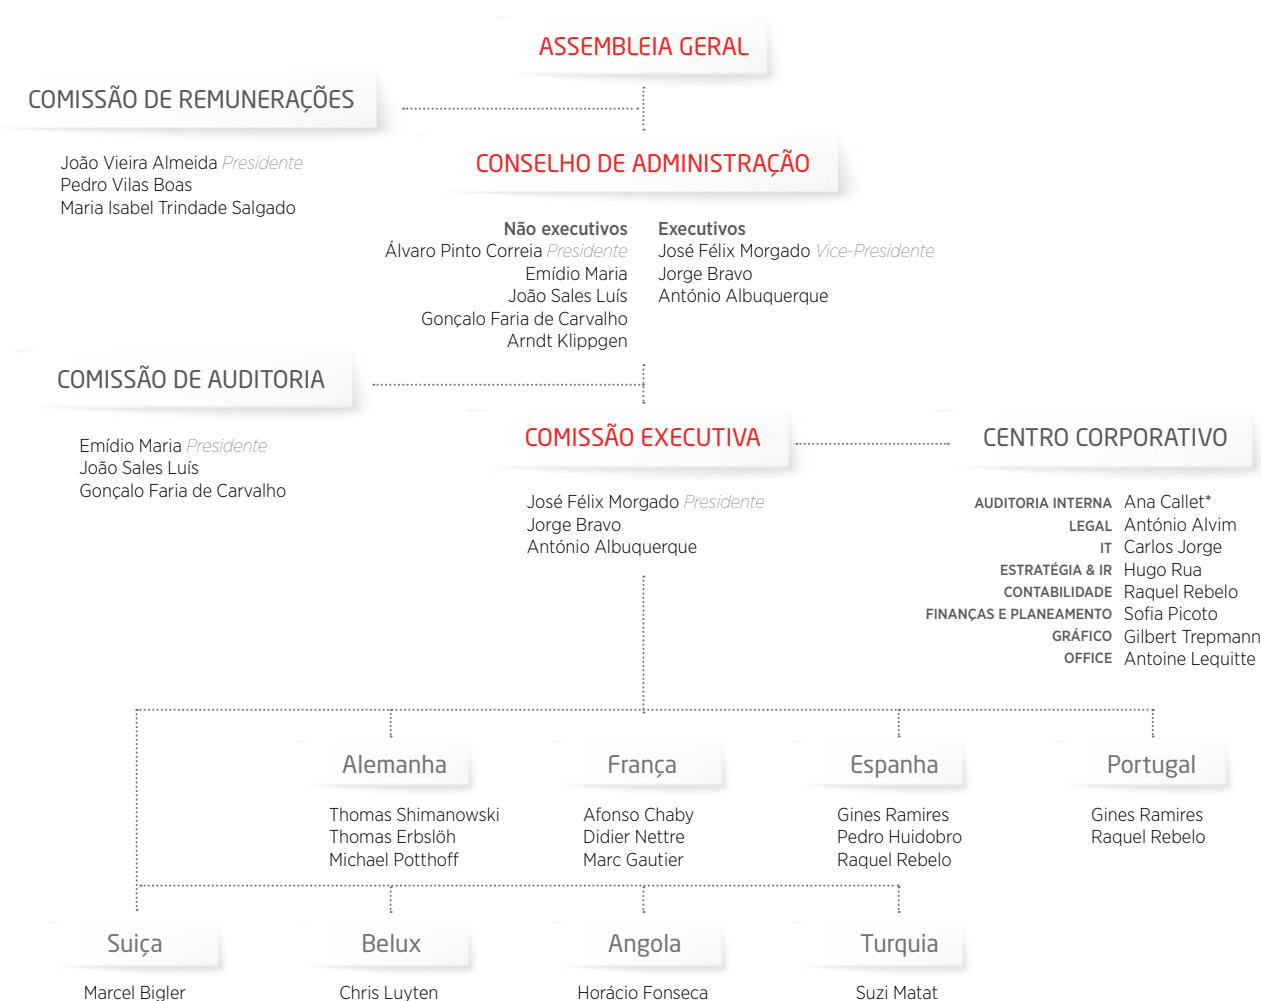 ASSEMBLEIA GERAL
COMISSÃO DE REMUNERAÇÕES
João Vieira Almeida Presidente
Pedro Vilas Boas
Maria Isabel Trindade Salgado
CONSELHO DE ADMINISTRAÇÃO
Não executivos
Álvaro Pinto Correia Presidente
Emídio Maria
João Sales Luís
Gonçalo Faria de Carvalho
Arndt Klippgen
Executivos
José Félix Morgado Vice-Presidente
Jorge Bravo
António Albuquerque
COMISSÃO DE AUDITORIA
Emídio Maria Presidente
João Sales Luís
Gonçalo Faria de Carvalho
COMISSÃO EXECUTIVA
José Félix Morgado Presidente
Jorge Bravo
António Albuquerque
CENTRO CORPORATIVO
AUDITORIA INTERNA Ana Callet*
LEGAL António Alvim
IT Carlos Jorge
ESTRATÉGIA & IR Hugo Rua
CONTABILIDADE Raquel Rebelo
FINANÇAS E PLANEAMENTO Sofia Picoto
GRÁFICO Gilbert Trepmann
OFFICE Antoine Lequitte
Alemanha
Thomas Shimanowski
Thomas Erbslöh
Michael Potthoff
França
Afonso Chaby
Didier Nettre
Marc Gautier
Espanha
Gines Ramires
Pedro Huidobro
Raquel Rebelo
Portugal
Gines Ramires
Raquel Rebelo
Suiça
Marcel Bigler
Belux
Chris Luyten
Angola
Horácio Fonseca
Turquia
Suzi Matat